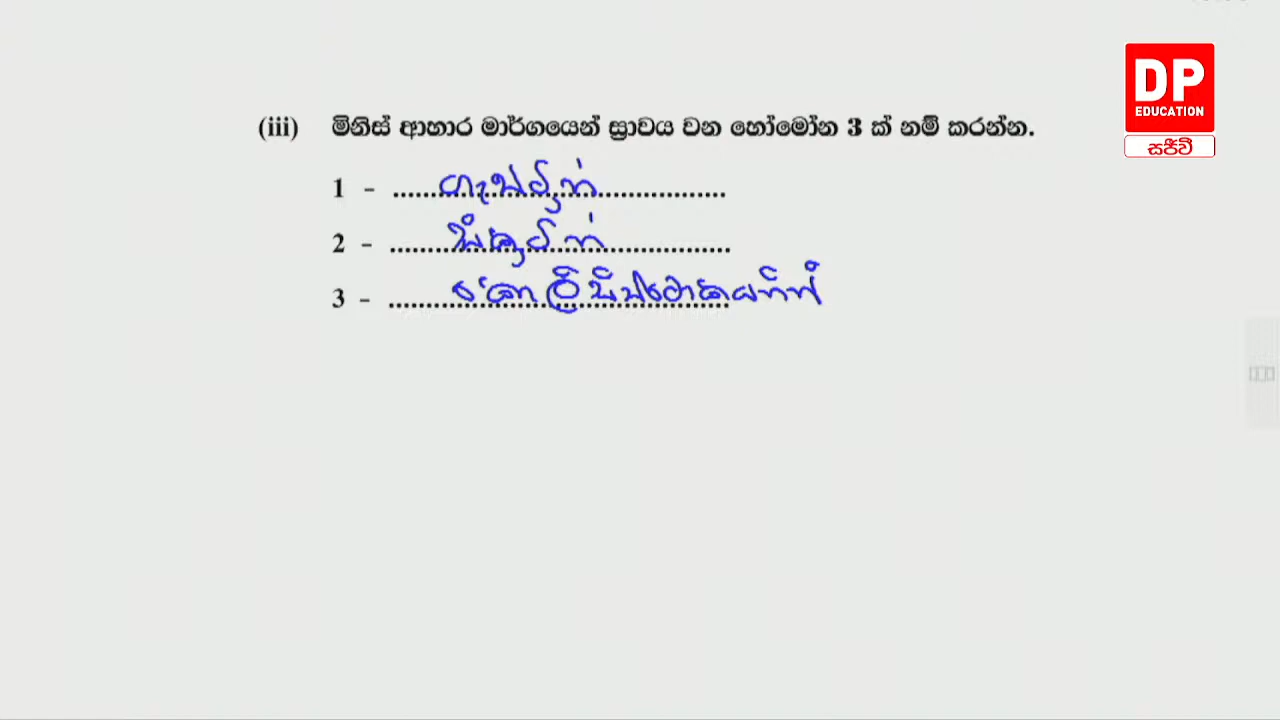 DP
EDUCATION
සජීවී
(iii) මිනිස් ආහාර මාර්ගයෙන් ස්‍රාවය වන හෝමෝන 3 ක් නම් කරන්න.
1 - ගැස්ට්‍රින්
2 - සික්‍රටින්
3 - කොලිසිස්ටොකයිනින්